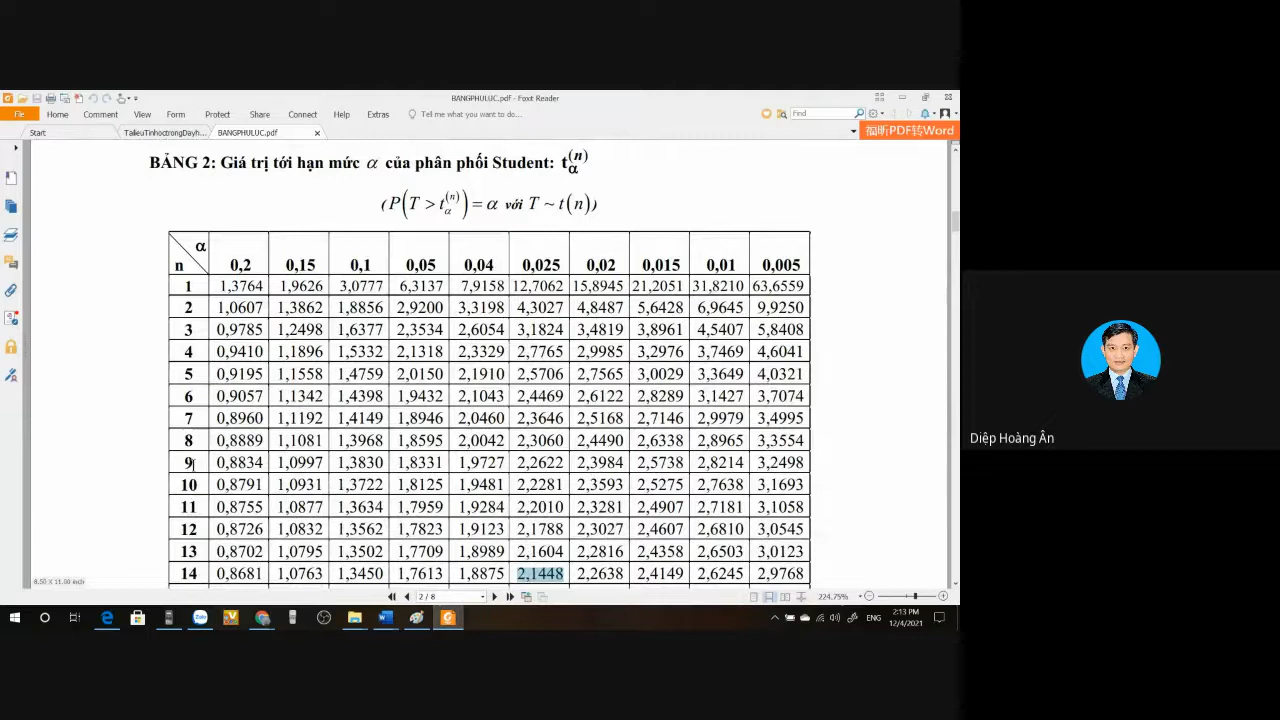 BANGPHULUC.pdf - Foxit Reader
File Home Comment View Form Protect Share Connect Help Extras Tell me what you want to do... Find
Start TailieuTinhoctrongDayh... BANGPHULUC.pdf
福昕PDF转Word
BẢNG 2: Giá trị tới hạn mức α của phân phối Student: t_α^(n)
(P(T > t_α^(n)) = α với T ~ t(n))
α
n 0,2 0,15 0,1 0,05 0,04 0,025 0,02 0,015 0,01 0,005
1 1,3764 1,9626 3,0777 6,3137 7,9158 12,7062 15,8945 21,2051 31,8210 63,6559
2 1,0607 1,3862 1,8856 2,9200 3,3198 4,3027 4,8487 5,6428 6,9645 9,9250
3 0,9785 1,2498 1,6377 2,3534 2,6054 3,1824 3,4819 3,8961 4,5407 5,8408
4 0,9410 1,1896 1,5332 2,1318 2,3329 2,7765 2,9985 3,2976 3,7469 4,6041
5 0,9195 1,1558 1,4759 2,0150 2,1910 2,5706 2,7565 3,0029 3,3649 4,0321
6 0,9057 1,1342 1,4398 1,9432 2,1043 2,4469 2,6122 2,8289 3,1427 3,7074
7 0,8960 1,1192 1,4149 1,8946 2,0460 2,3646 2,5168 2,7146 2,9979 3,4995
8 0,8889 1,1081 1,3968 1,8595 2,0042 2,3060 2,4490 2,6338 2,8965 3,3554
9 0,8834 1,0997 1,3830 1,8331 1,9727 2,2622 2,3984 2,5738 2,8214 3,2498
10 0,8791 1,0931 1,3722 1,8125 1,9481 2,2281 2,3593 2,5275 2,7638 3,1693
11 0,8755 1,0877 1,3634 1,7959 1,9284 2,2010 2,3281 2,4907 2,7181 3,1058
12 0,8726 1,0832 1,3562 1,7823 1,9123 2,1788 2,3027 2,4607 2,6810 3,0545
13 0,8702 1,0795 1,3502 1,7709 1,8989 2,1604 2,2816 2,4358 2,6503 3,0123
14 0,8681 1,0763 1,3450 1,7613 1,8875 2,1448 2,2638 2,4149 2,6245 2,9768
8.50 x 11.00 inch
2 / 8
224.75%
ENG
2:13 PM
12/4/2021
Diệp Hoàng Ân